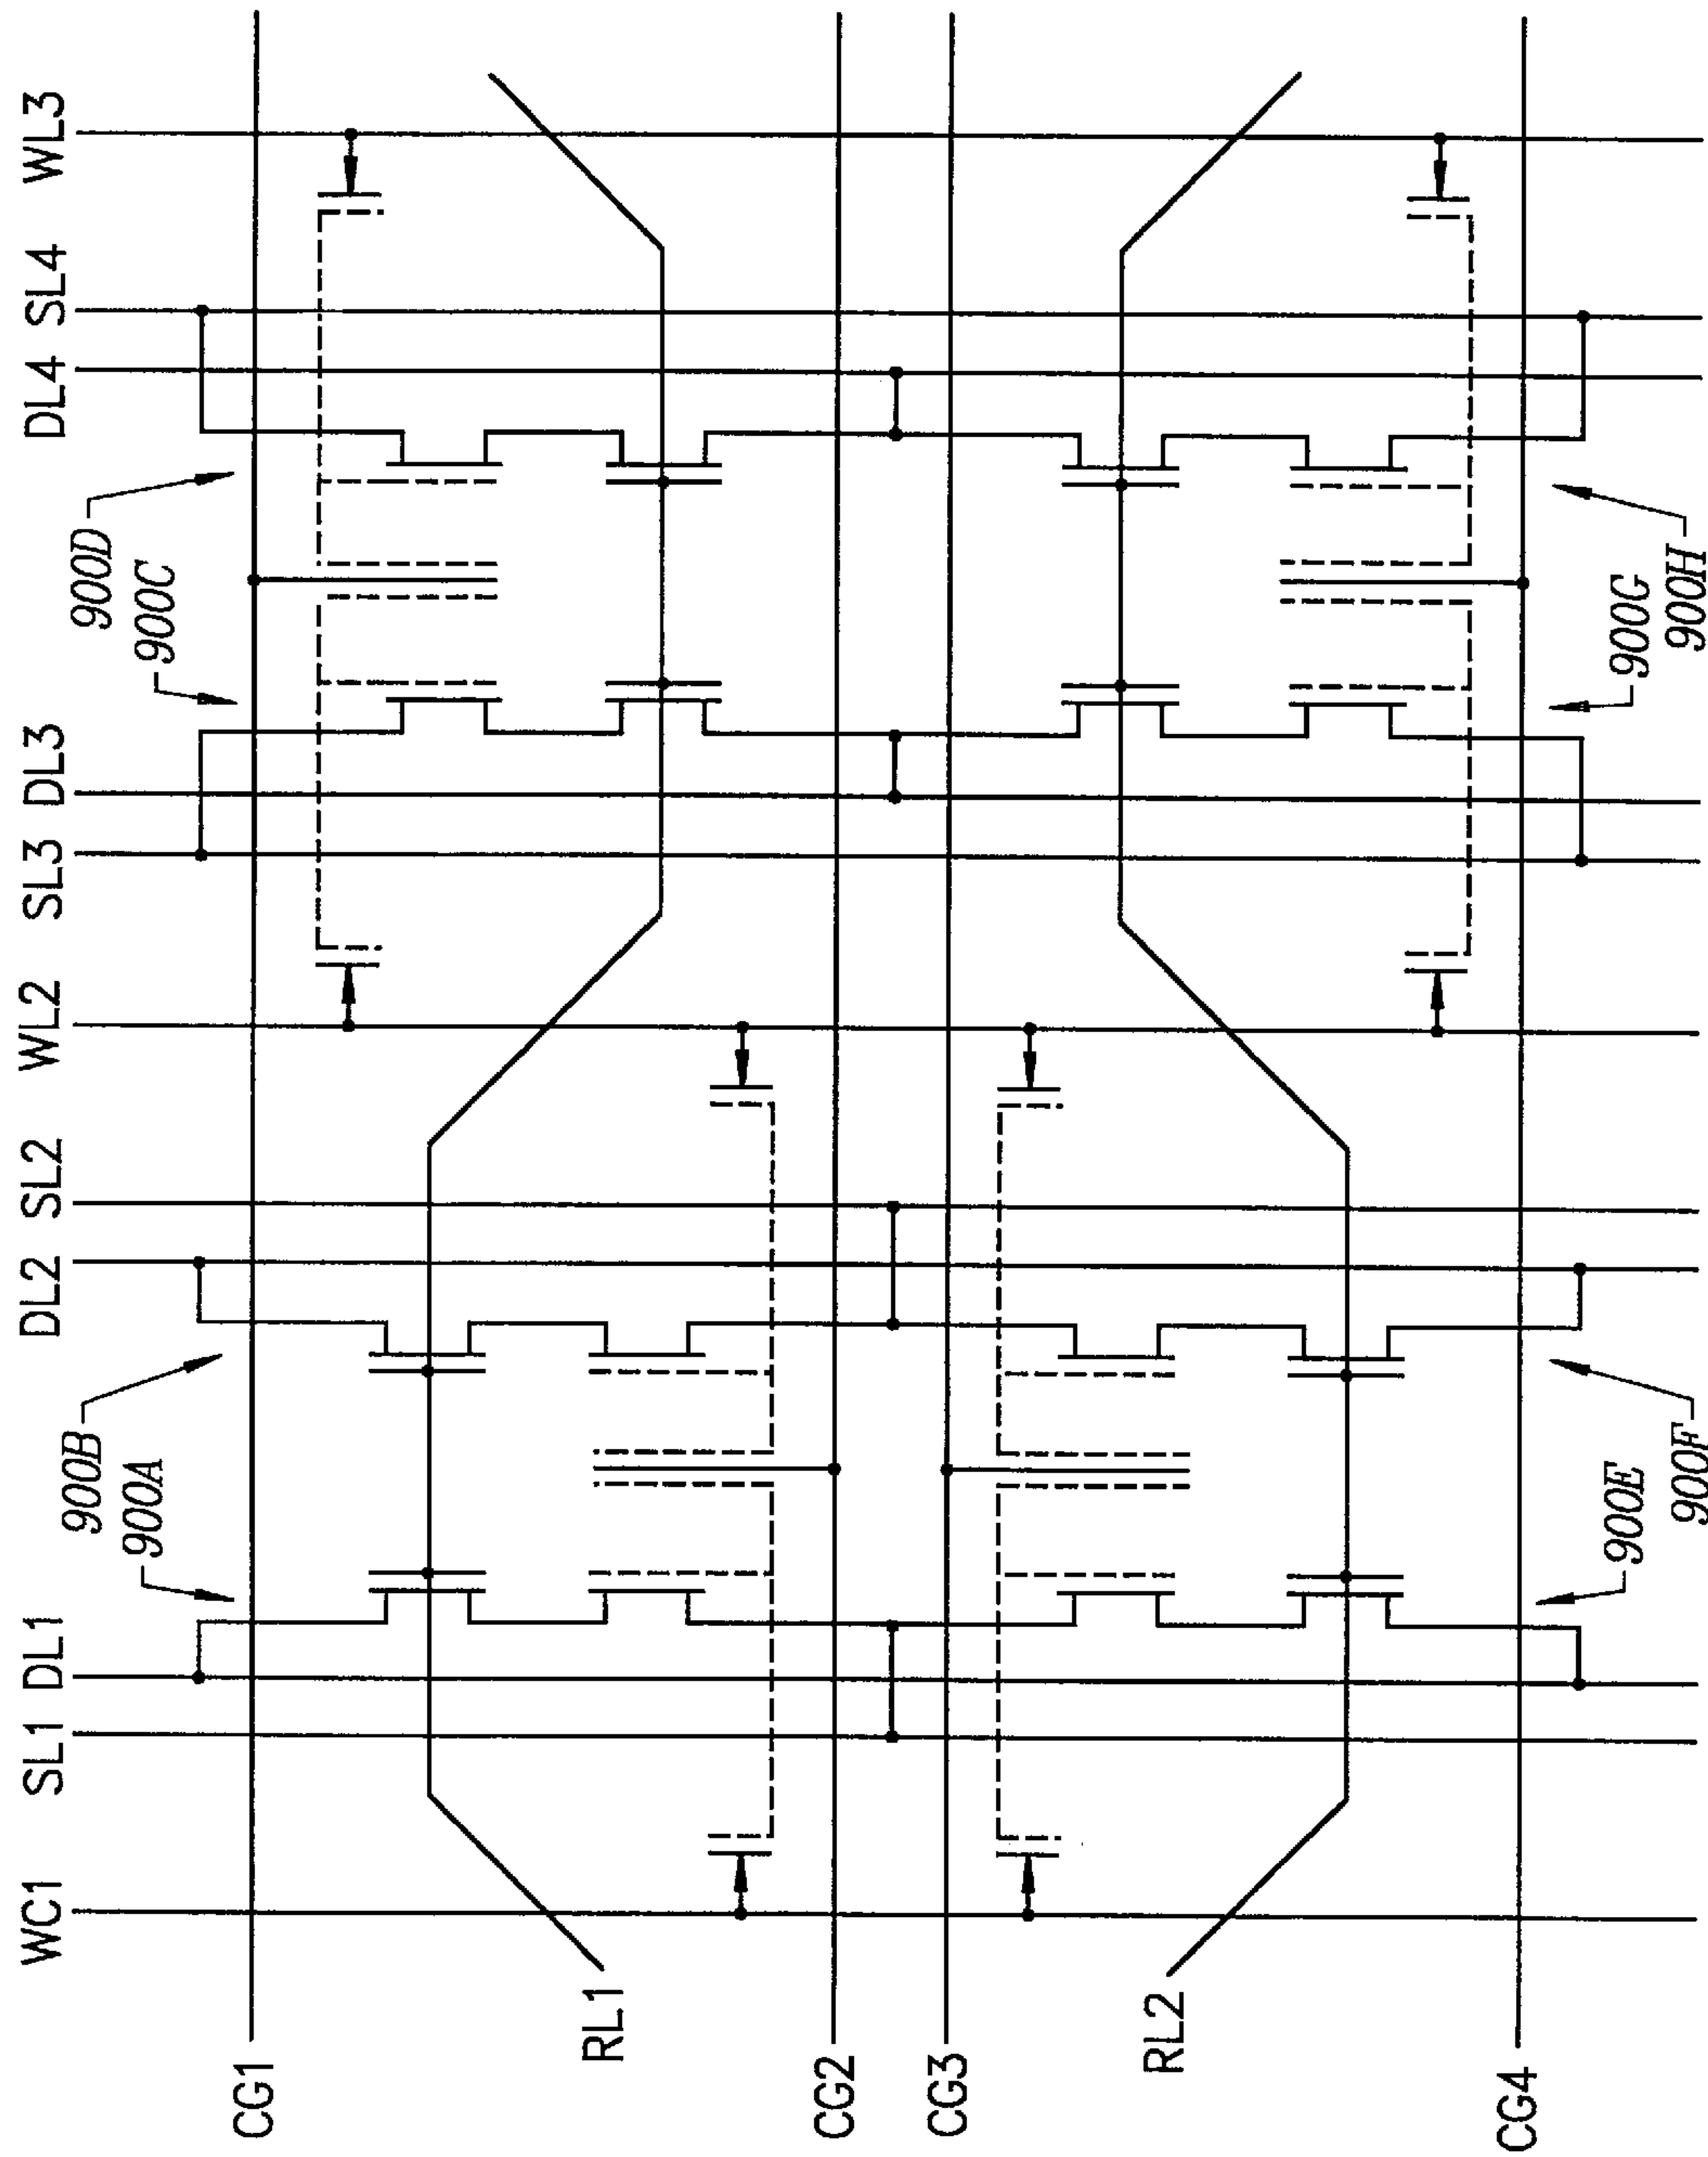 WC1
SL1
DL1
DL2
SL2
WL2
SL3
DL3
DL4
SL4
WL3
900A
900B
900C
900D
CG1
RL1
CG2
CG3
RL2
CG4
900E
900F
900G
900H